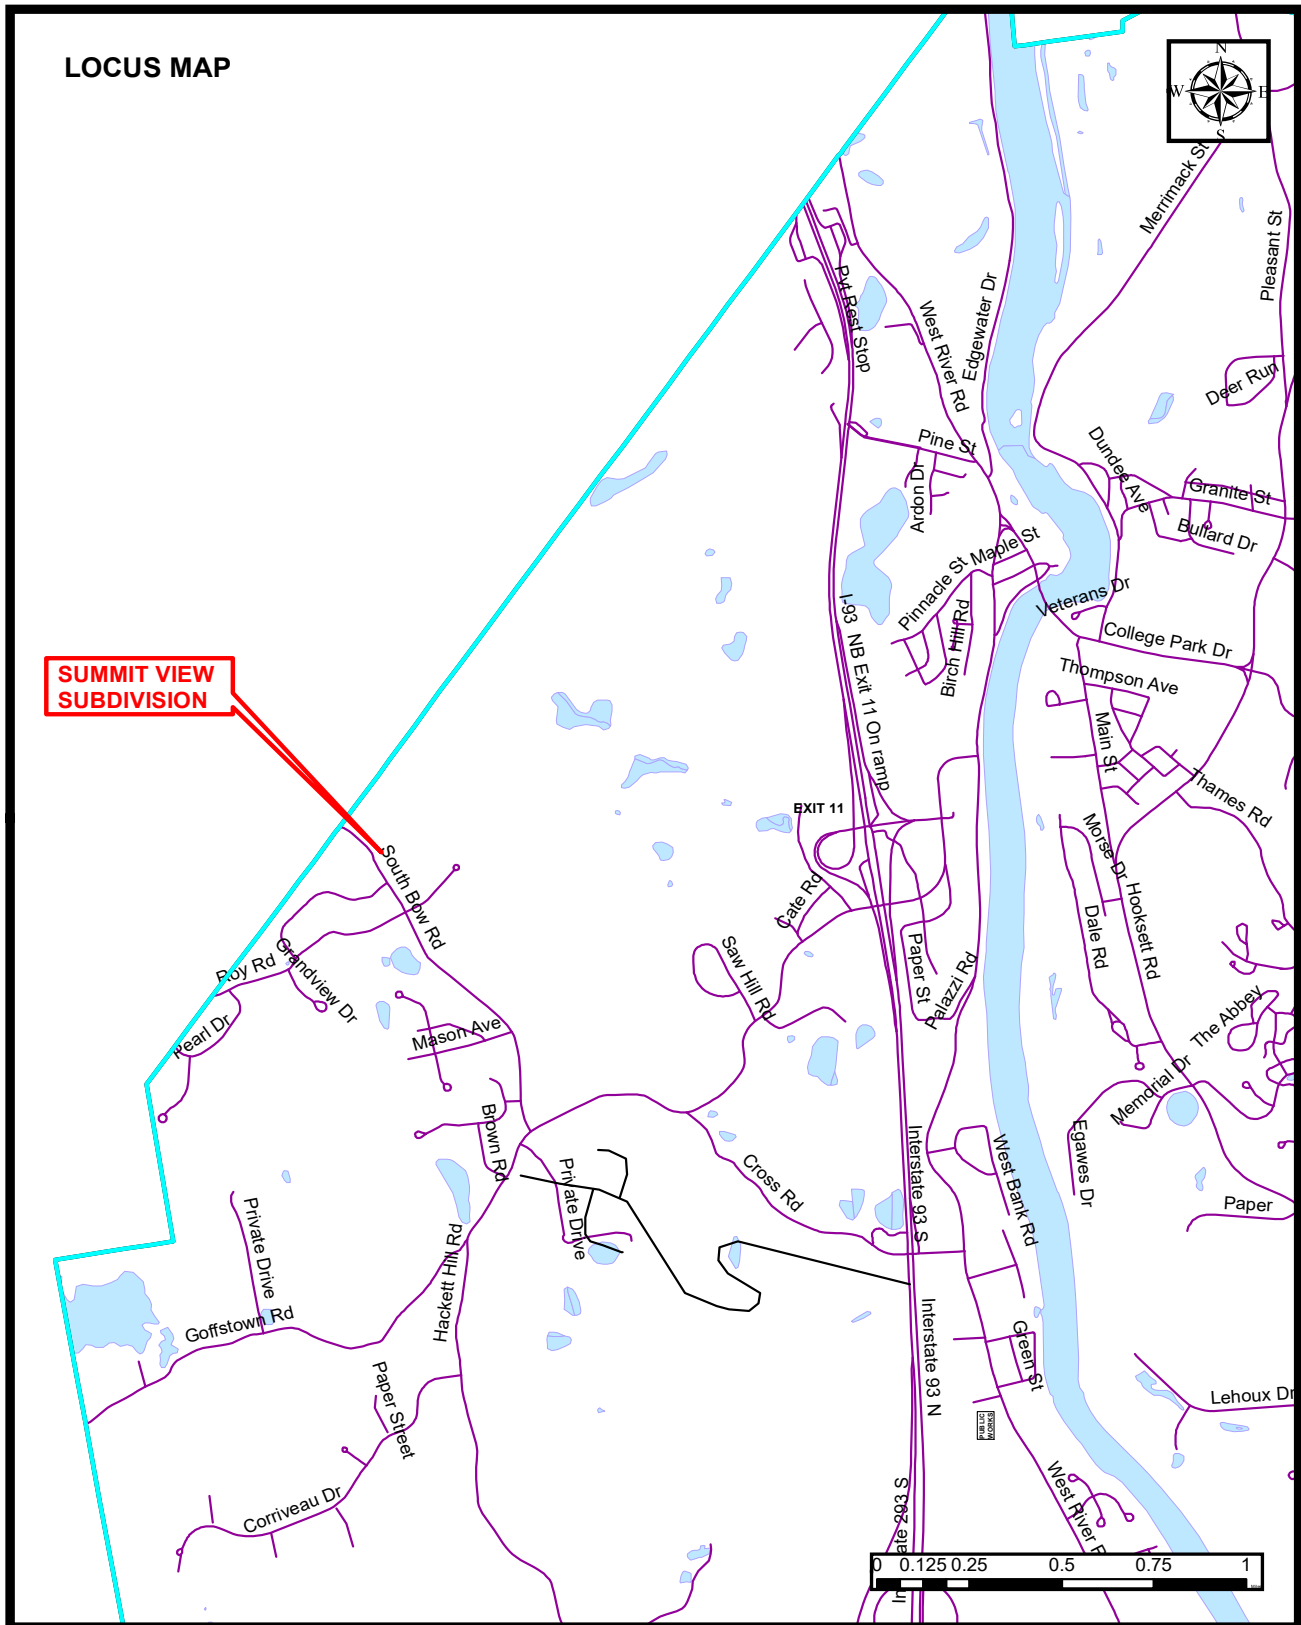 LOCUS MAP
N
W
E
S
Merrimack St
Pleasant St
Pvt Rest Stop
West River Rd
Edgewater Dr
Deer Run
Pine St
Ardon Dr
Dundee Ave
Granite St
Bullard Dr
Pinnacle St
Maple St
Birch Hill Rd
Veterans Dr
College Park Dr
Thompson Ave
I-93 NB Exit 11 On ramp
SUMMIT VIEW
SUBDIVISION
Main St
Thames Rd
EXIT 11
South Bow Rd
Morse Dr
Hooksett Rd
Cate Rd
Dale Rd
Saw Hill Rd
Paper St
Palazzi Rd
Roy Rd
Grandview Dr
Pearl Dr
Mason Ave
The Abbey
Memorial Dr
Egawes Dr
Brown Rd
Private Drive
Cross Rd
Interstate 93 S
West Bank Rd
Paper
Private Drive
Hackett Hill Rd
Goffstown Rd
Interstate 93 N
Green St
Paper Street
Lehoux Dr
PUBLIC
WORKS
Corriveau Dr
West River R
0 0.125 0.25 0.5 0.75 1